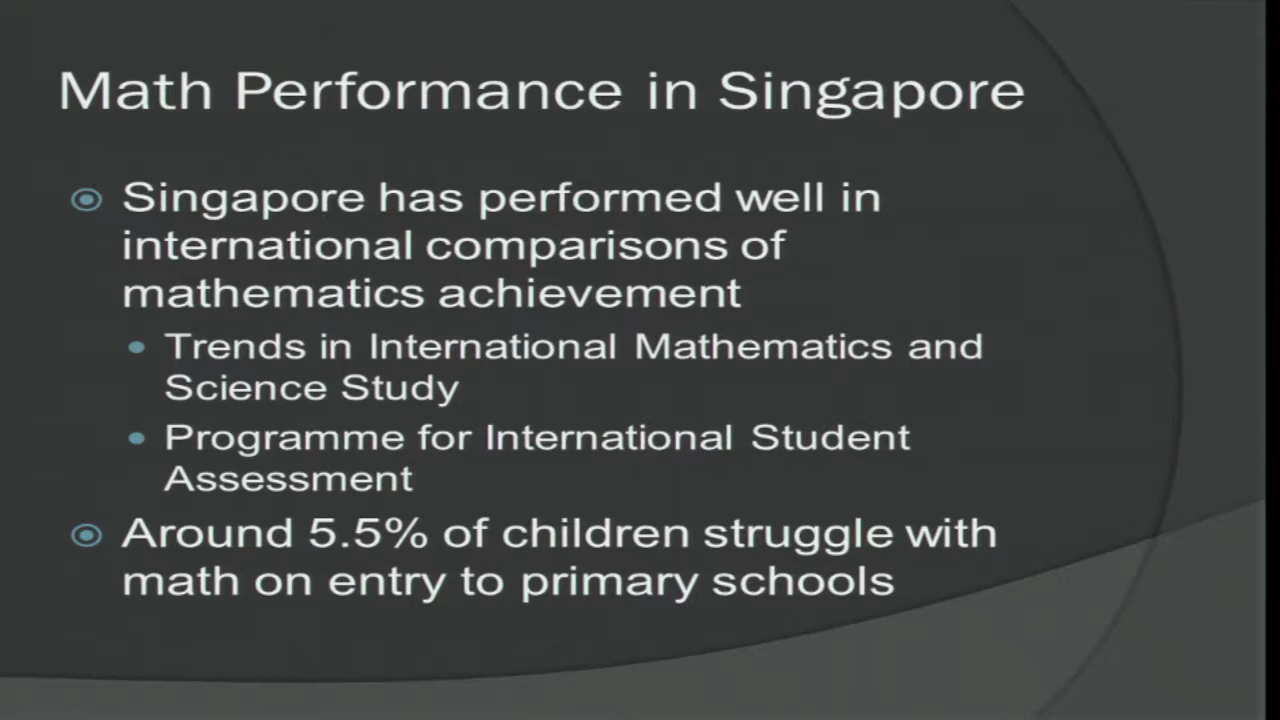 Math Performance in Singapore
Singapore has performed well in
international comparisons of
mathematics achievement
Trends in International Mathematics and
Science Study
Programme for International Student
Assessment
Around 5.5% of children struggle with
math on entry to primary schools